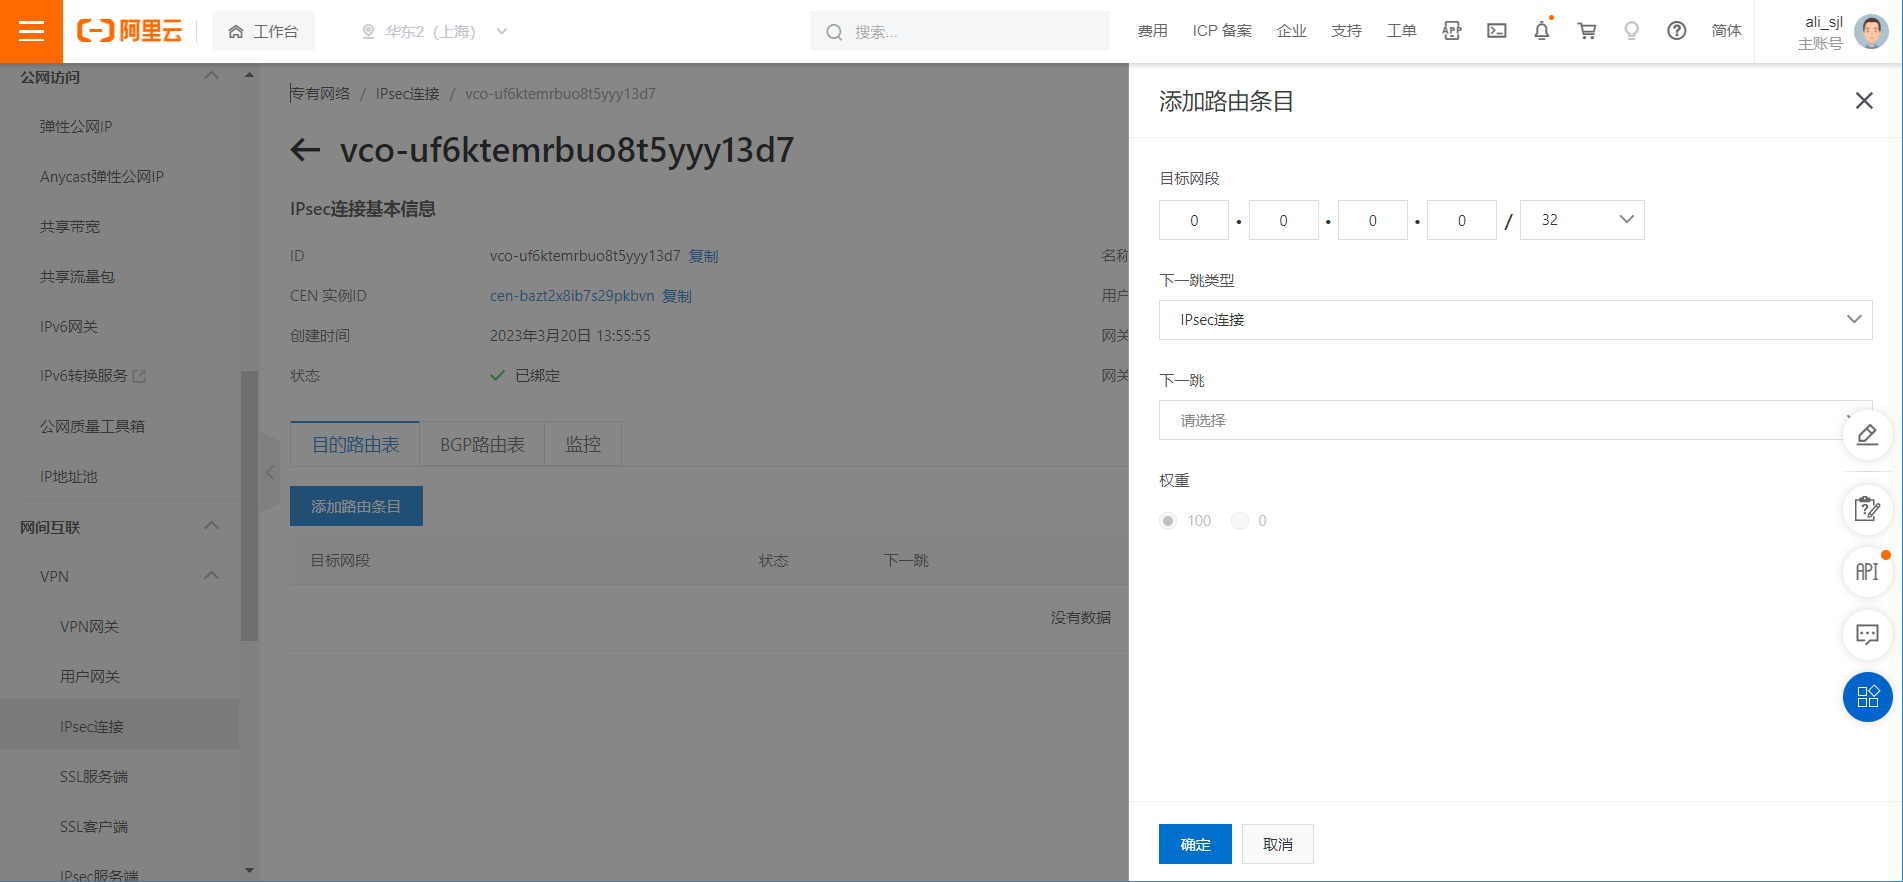 阿里云
工作台
华东2（上海）
搜索...
费用
ICP 备案
企业
支持
工单
APP
简体
ali_sjl
主账号
公网访问
弹性公网IP
Anycast弹性公网IP
共享带宽
共享流量包
IPv6网关
IPv6转换服务
公网质量工具箱
IP地址池
网间互联
VPN
VPN网关
用户网关
IPsec连接
SSL服务端
SSL客户端
IPsec服务端
专有网络 / IPsec连接 / vco-uf6ktemrbuo8t5yyy13d7
vco-uf6ktemrbuo8t5yyy13d7
IPsec连接基本信息
ID vco-uf6ktemrbuo8t5yyy13d7 复制 名称
CEN 实例ID cen-bazt2x8ib7s29pkbvn 复制 用户
创建时间 2023年3月20日 13:55:55 网关
状态 已绑定 网关
目的路由表 BGP路由表 监控
添加路由条目
目标网段 状态 下一跳
没有数据
添加路由条目
目标网段
0 . 0 . 0 . 0 / 32
下一跳类型
IPsec连接
下一跳
请选择
权重
100 0
API
确定 取消